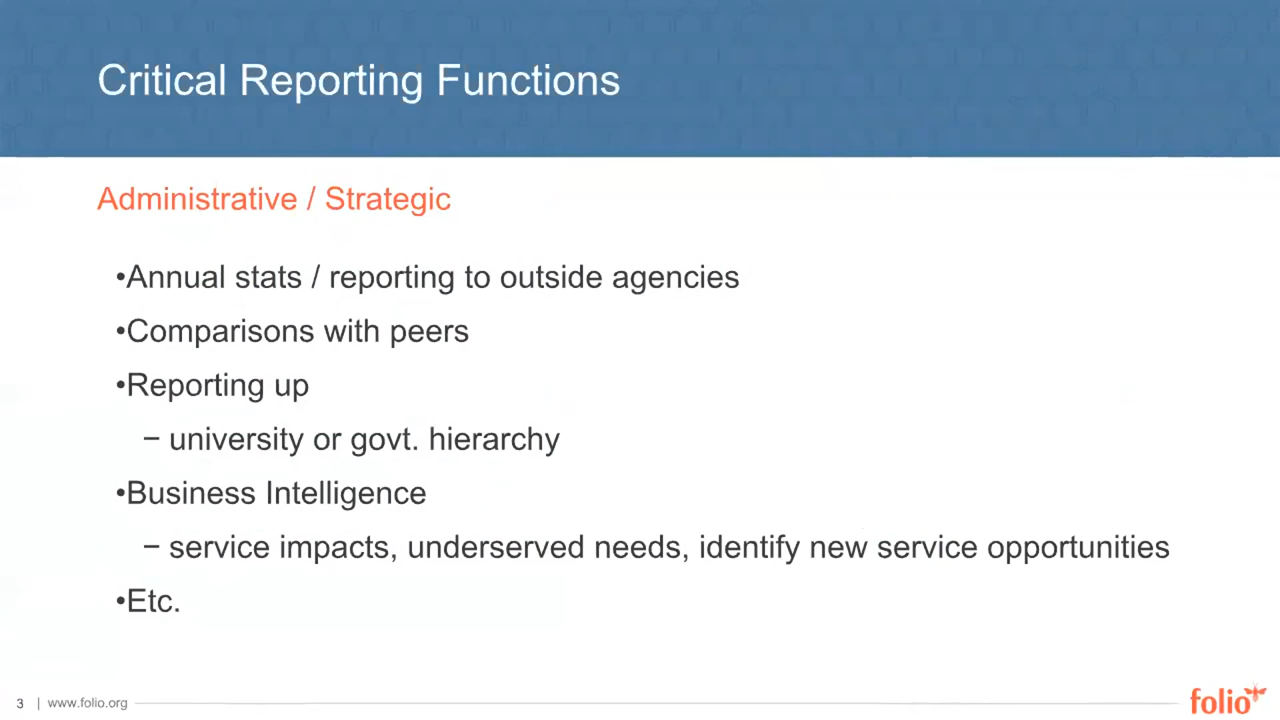 Critical Reporting Functions
Administrative / Strategic
•Annual stats / reporting to outside agencies
•Comparisons with peers
•Reporting up
− university or govt. hierarchy
•Business Intelligence
− service impacts, underserved needs, identify new service opportunities
•Etc.
3 | www.folio.org
folio